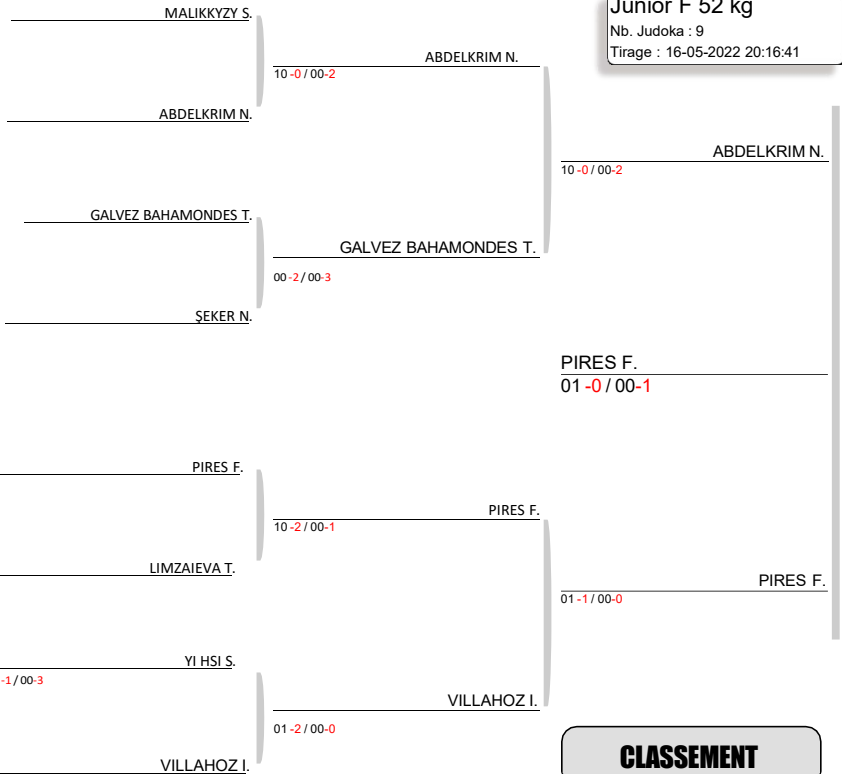 Junior F 52 kg
Nb. Judoka : 9
Tirage : 16-05-2022 20:16:41
MALIKKYZY S.
ABDELKRIM N.
10 -0 / 00-2
ABDELKRIM N.
ABDELKRIM N.
10 -0 / 00-2
GALVEZ BAHAMONDES T.
GALVEZ BAHAMONDES T.
00 -2 / 00-3
ŞEKER N.
PIRES F.
01 -0 / 00-1
PIRES F.
PIRES F.
10 -2 / 00-1
LIMZAIEVA T.
PIRES F.
01 -1 / 00-0
YI HSI S.
-1 / 00-3
VILLAHOZ I.
01 -2 / 00-0
VILLAHOZ I.
CLASSEMENT